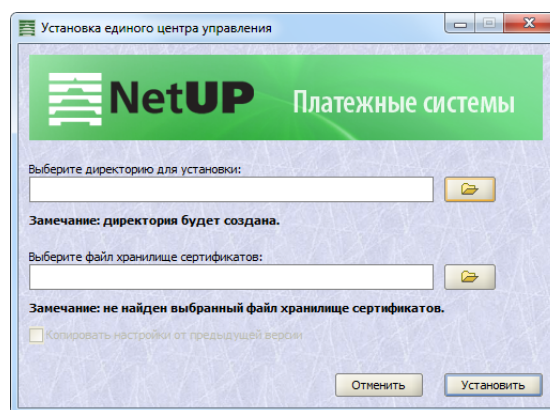 Установка единого центра управления
NetUP Платежные системы
Выберите директорию для установки:
Замечание: директория будет создана.
Выберите файл хранилище сертификатов:
Замечание: не найден выбранный файл хранилище сертификатов.
Копировать настройки от предыдущей версии
Отменить Установить